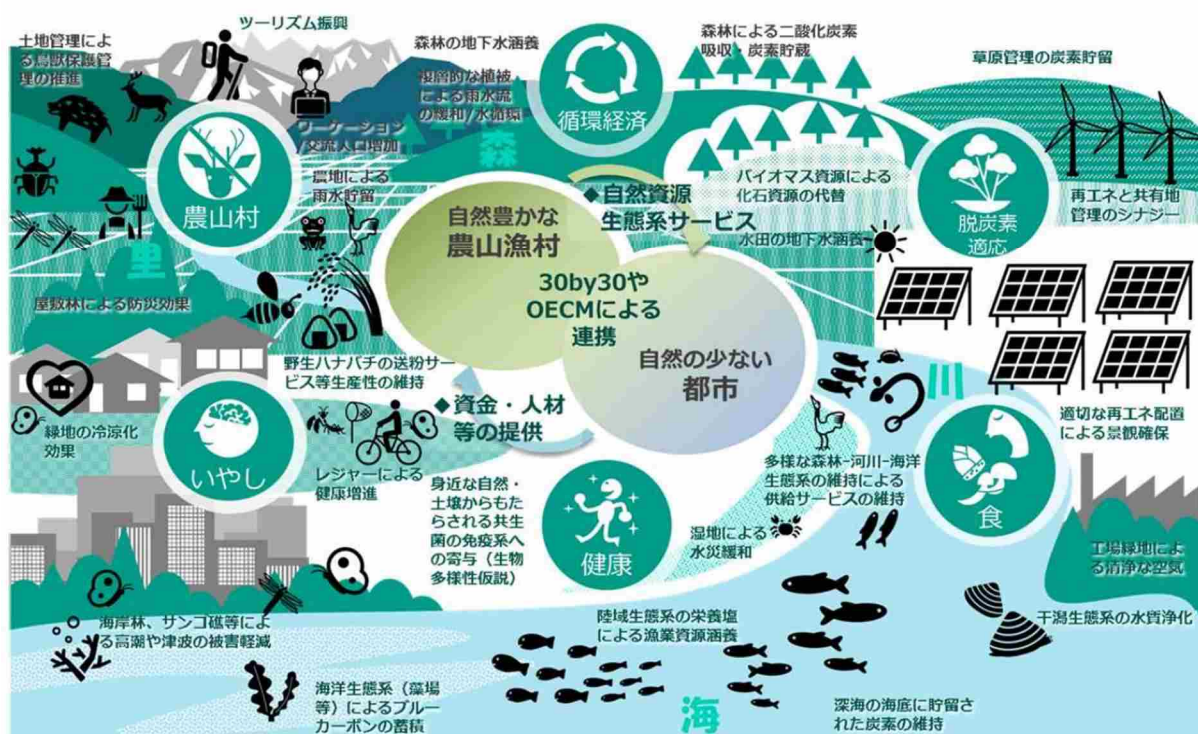 ツーリズム振興
土地管理によ
る鳥獣保護管
理の推進
森林の地下水涵養
森林による二酸化炭素
吸収・炭素貯蔵
草原管理の炭素貯留
複層的な植被
による雨水流
の緩和/水循環
循環経済
ワーケーション
/交流人口増加
森
農山村
農地による
雨水貯留
自然豊かな
農山漁村
◆自然資源
生態系サービス
バイオマス資源による
化石資源の代替
脱炭素
適応
再エネと共有地
管理のシナジー
水田の地下水涵養
里
屋敷林による防災効果
30by30や
OECMによる
連携
自然の少ない
都市
野生ハナバチの送粉サー
ビス等生産性の維持
川
◆資金・人材
等の提供
適切な再エネ配置
による景観確保
緑地の冷涼化
効果
いやし
レジャーによる
健康増進
身近な自然・
土壌からもた
らされる共生
菌の免疫系へ
の寄与（生物
多様性仮説）
健康
多様な森林-河川-海洋
生態系の維持による
供給サービスの維持
食
湿地による
水災緩和
工場緑地によ
る清浄な空気
海岸林、サンゴ礁等によ
る高潮や津波の被害軽減
陸域生態系の栄養塩
による漁業資源涵養
干潟生態系の水質浄化
海洋生態系（藻場
等）によるブルー
カーボンの蓄積
海
深海の海底に貯留さ
れた炭素の維持